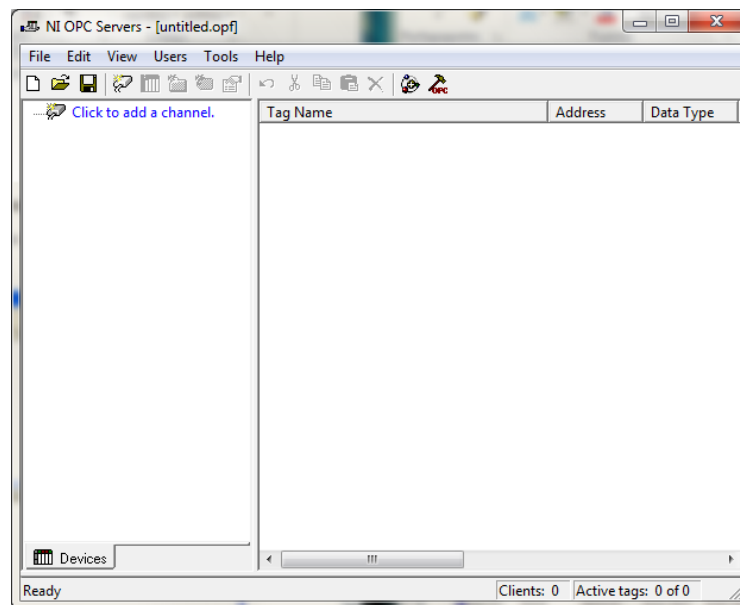 NI OPC Servers - [untitled.opf]
File Edit View Users Tools Help
OPC
Click to add a channel.
Tag Name Address Data Type
Devices
Ready Clients: 0 Active tags: 0 of 0